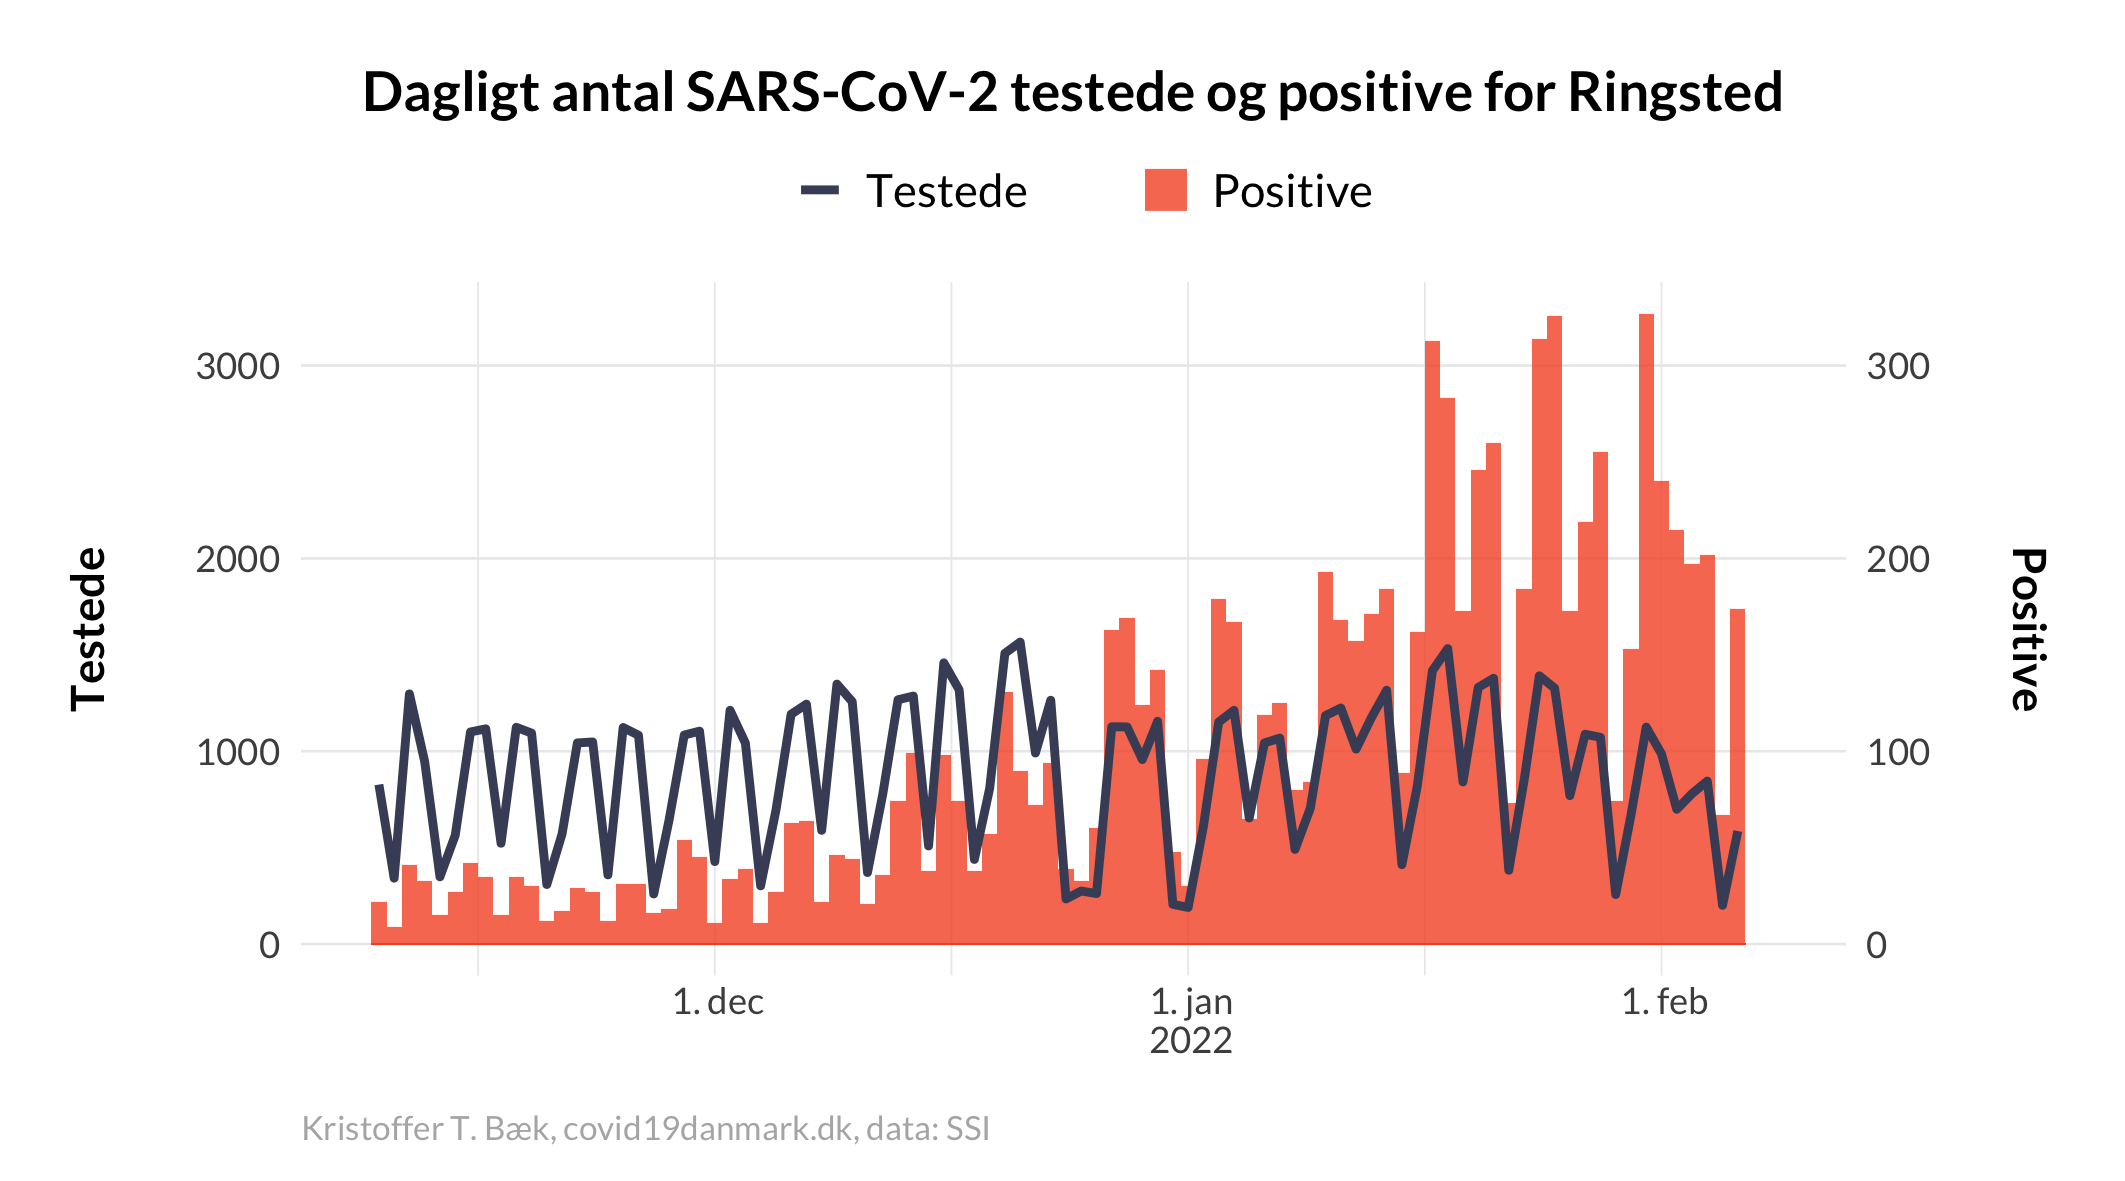 Dagligt antal SARS-CoV-2 testede og positive for Ringsted
Testede
Positive
Testede
3000
2000
1000
0
300
200
100
0
Positive
1. dec
1. jan
2022
1. feb
Kristoffer T. Bæk, covid19danmark.dk, data: SSI